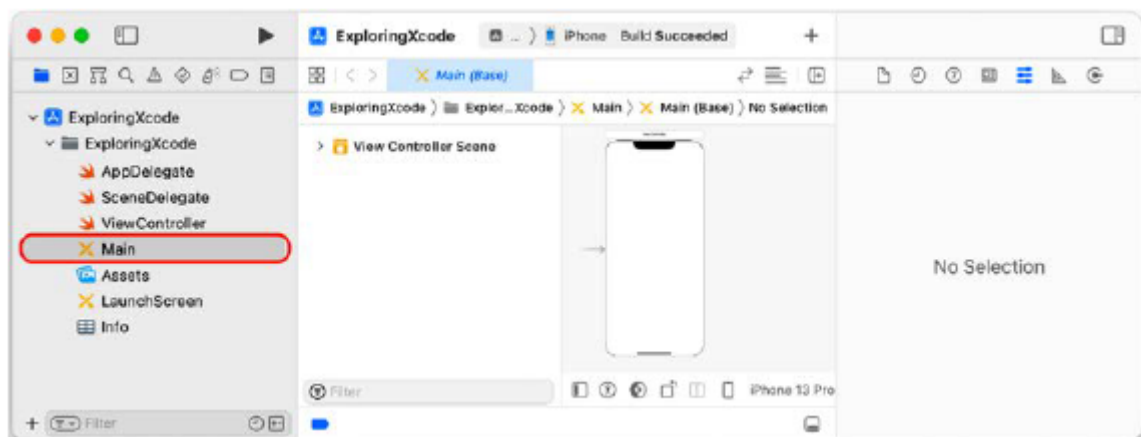 ExploringXcode ... iPhone Build Succeeded
Main (Base)
ExploringXcode Explor...Xcode Main Main (Base) No Selection
ExploringXcode
ExploringXcode
AppDelegate
SceneDelegate
ViewController
Main
Assets
LaunchScreen
Info
Filter
View Controller Scene
Filter
iPhone 13 Pro
No Selection